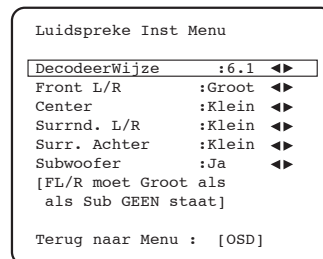 Luidspreke Inst Menu
DecodeerWijze :6.1 ◀▶
Front L/R :Groot ◀▶
Center :Klein ◀▶
Surrnd. L/R :Klein ◀▶
Surr. Achter :Klein ◀▶
Subwoofer :Ja ◀▶
[FL/R moet Groot als
als Sub GEEN staat]
Terug naar Menu : [OSD]